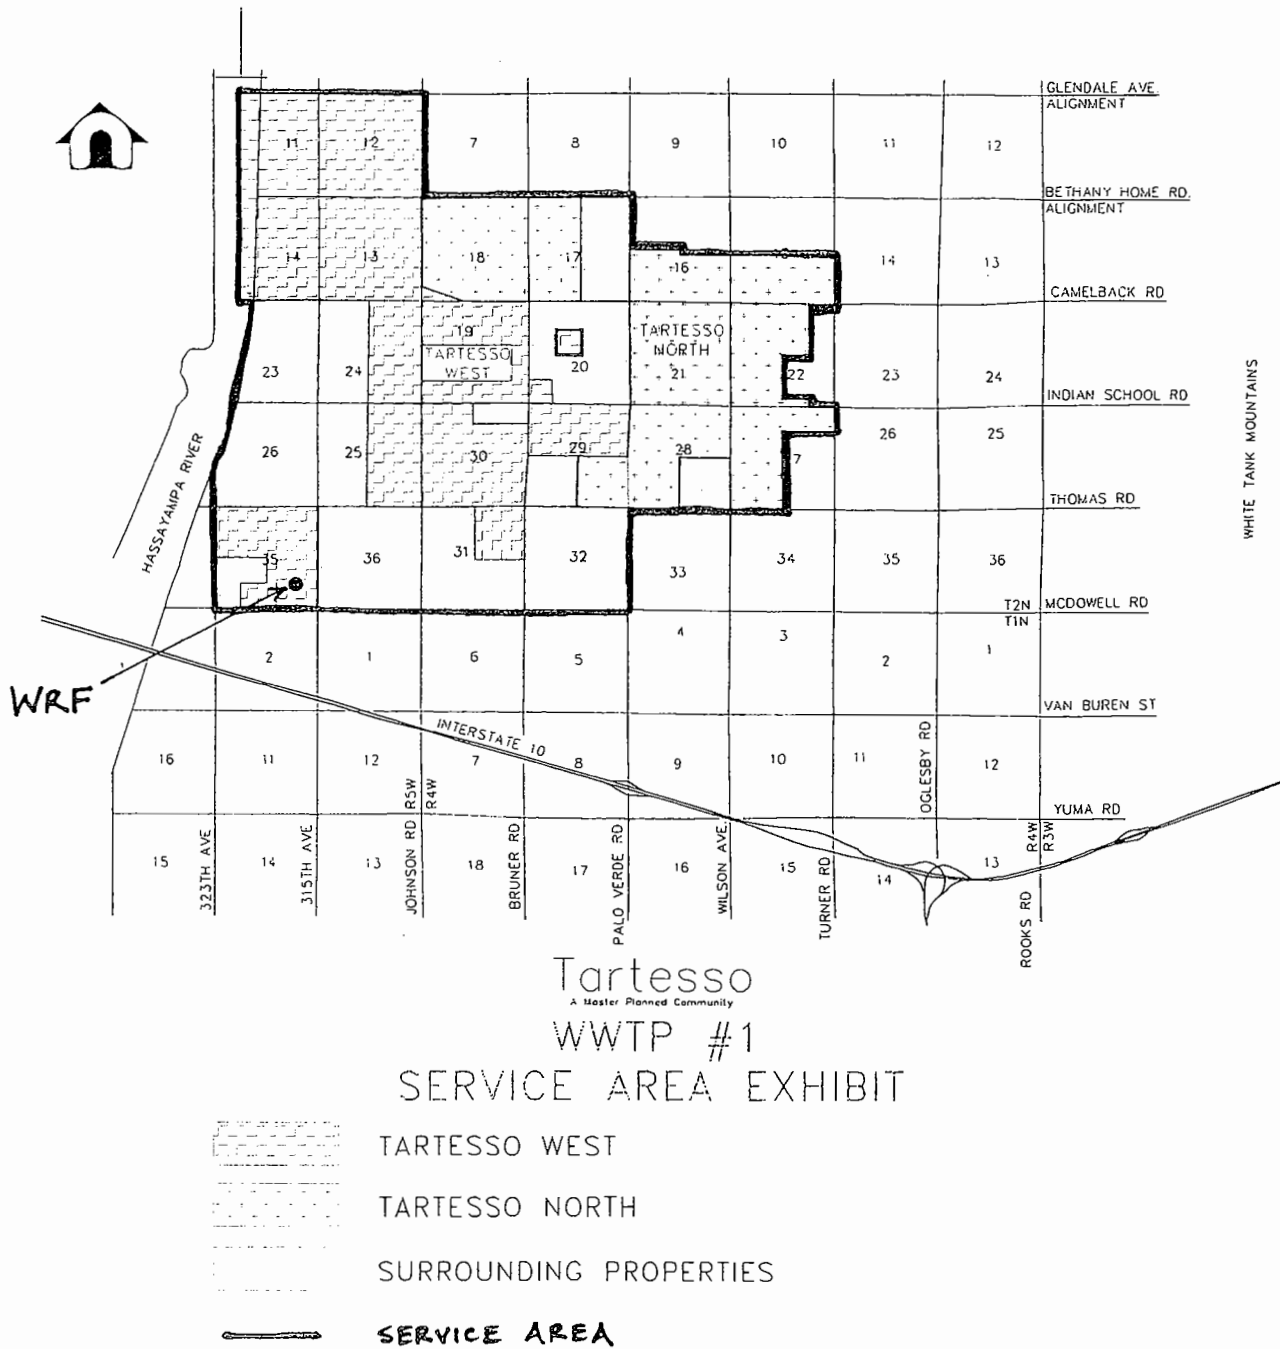 GLENDALE AVE.
ALIGNMENT
11 12 7 8 9 10 11 12
BETHANY HOME RD.
ALIGNMENT
14 13 18 17 16 14 13
CAMELBACK RD
19 TARTESSO
NORTH
TARTESSO
WEST
23 24 20 21 22 23 24
INDIAN SCHOOL RD
26 25 30 29 28 7 26 25
THOMAS RD
HASSAYAMPA RIVER
WHITE TANK MOUNTAINS
35 36 31 32 33 34 35 36
T2N MCDOWELL RD
T1N
2 1 6 5 4 3 2 1
WRF
VAN BUREN ST
INTERSTATE 10
16 11 12 7 8 9 10 11 12
R5W
R4W
OGLESBY RD
YUMA RD
R4W
R3W
15 14 13 18 17 16 15 14 13
323TH AVE
315TH AVE
JOHNSON RD
BRUNER RD
PALO VERDE RD
WILSON AVE.
TURNER RD
ROOKS RD
Tartesso
A Master Planned Community
WWTP #1
SERVICE AREA EXHIBIT
TARTESSO WEST
TARTESSO NORTH
SURROUNDING PROPERTIES
SERVICE AREA